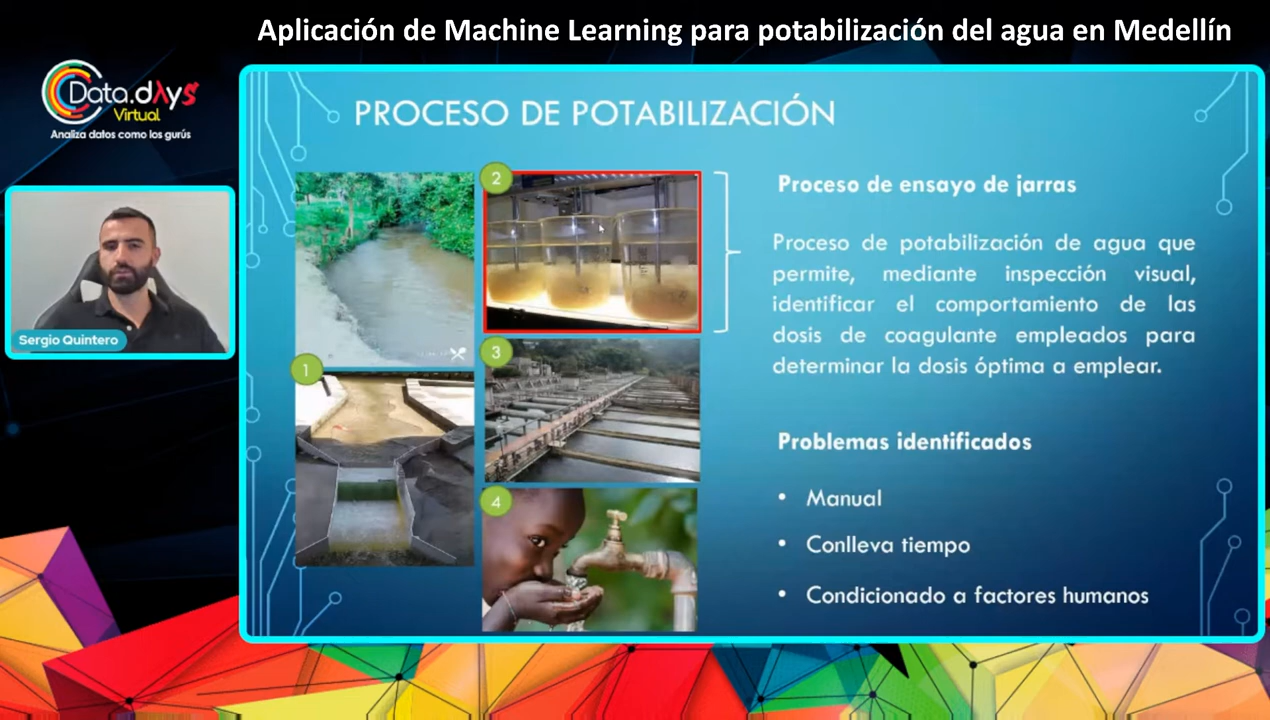 Aplicación de Machine Learning para potabilización del agua en Medellín
Data.dAys
Virtual
Analiza datos como los gurús
Sergio Quintero
PROCESO DE POTABILIZACIÓN
1
2
3
4
Proceso de ensayo de jarras
Proceso de potabilización de agua que
permite, mediante inspección visual,
identificar el comportamiento de las
dosis de coagulante empleados para
determinar la dosis óptima a emplear.
Problemas identificados
• Manual
• Conlleva tiempo
• Condicionado a factores humanos